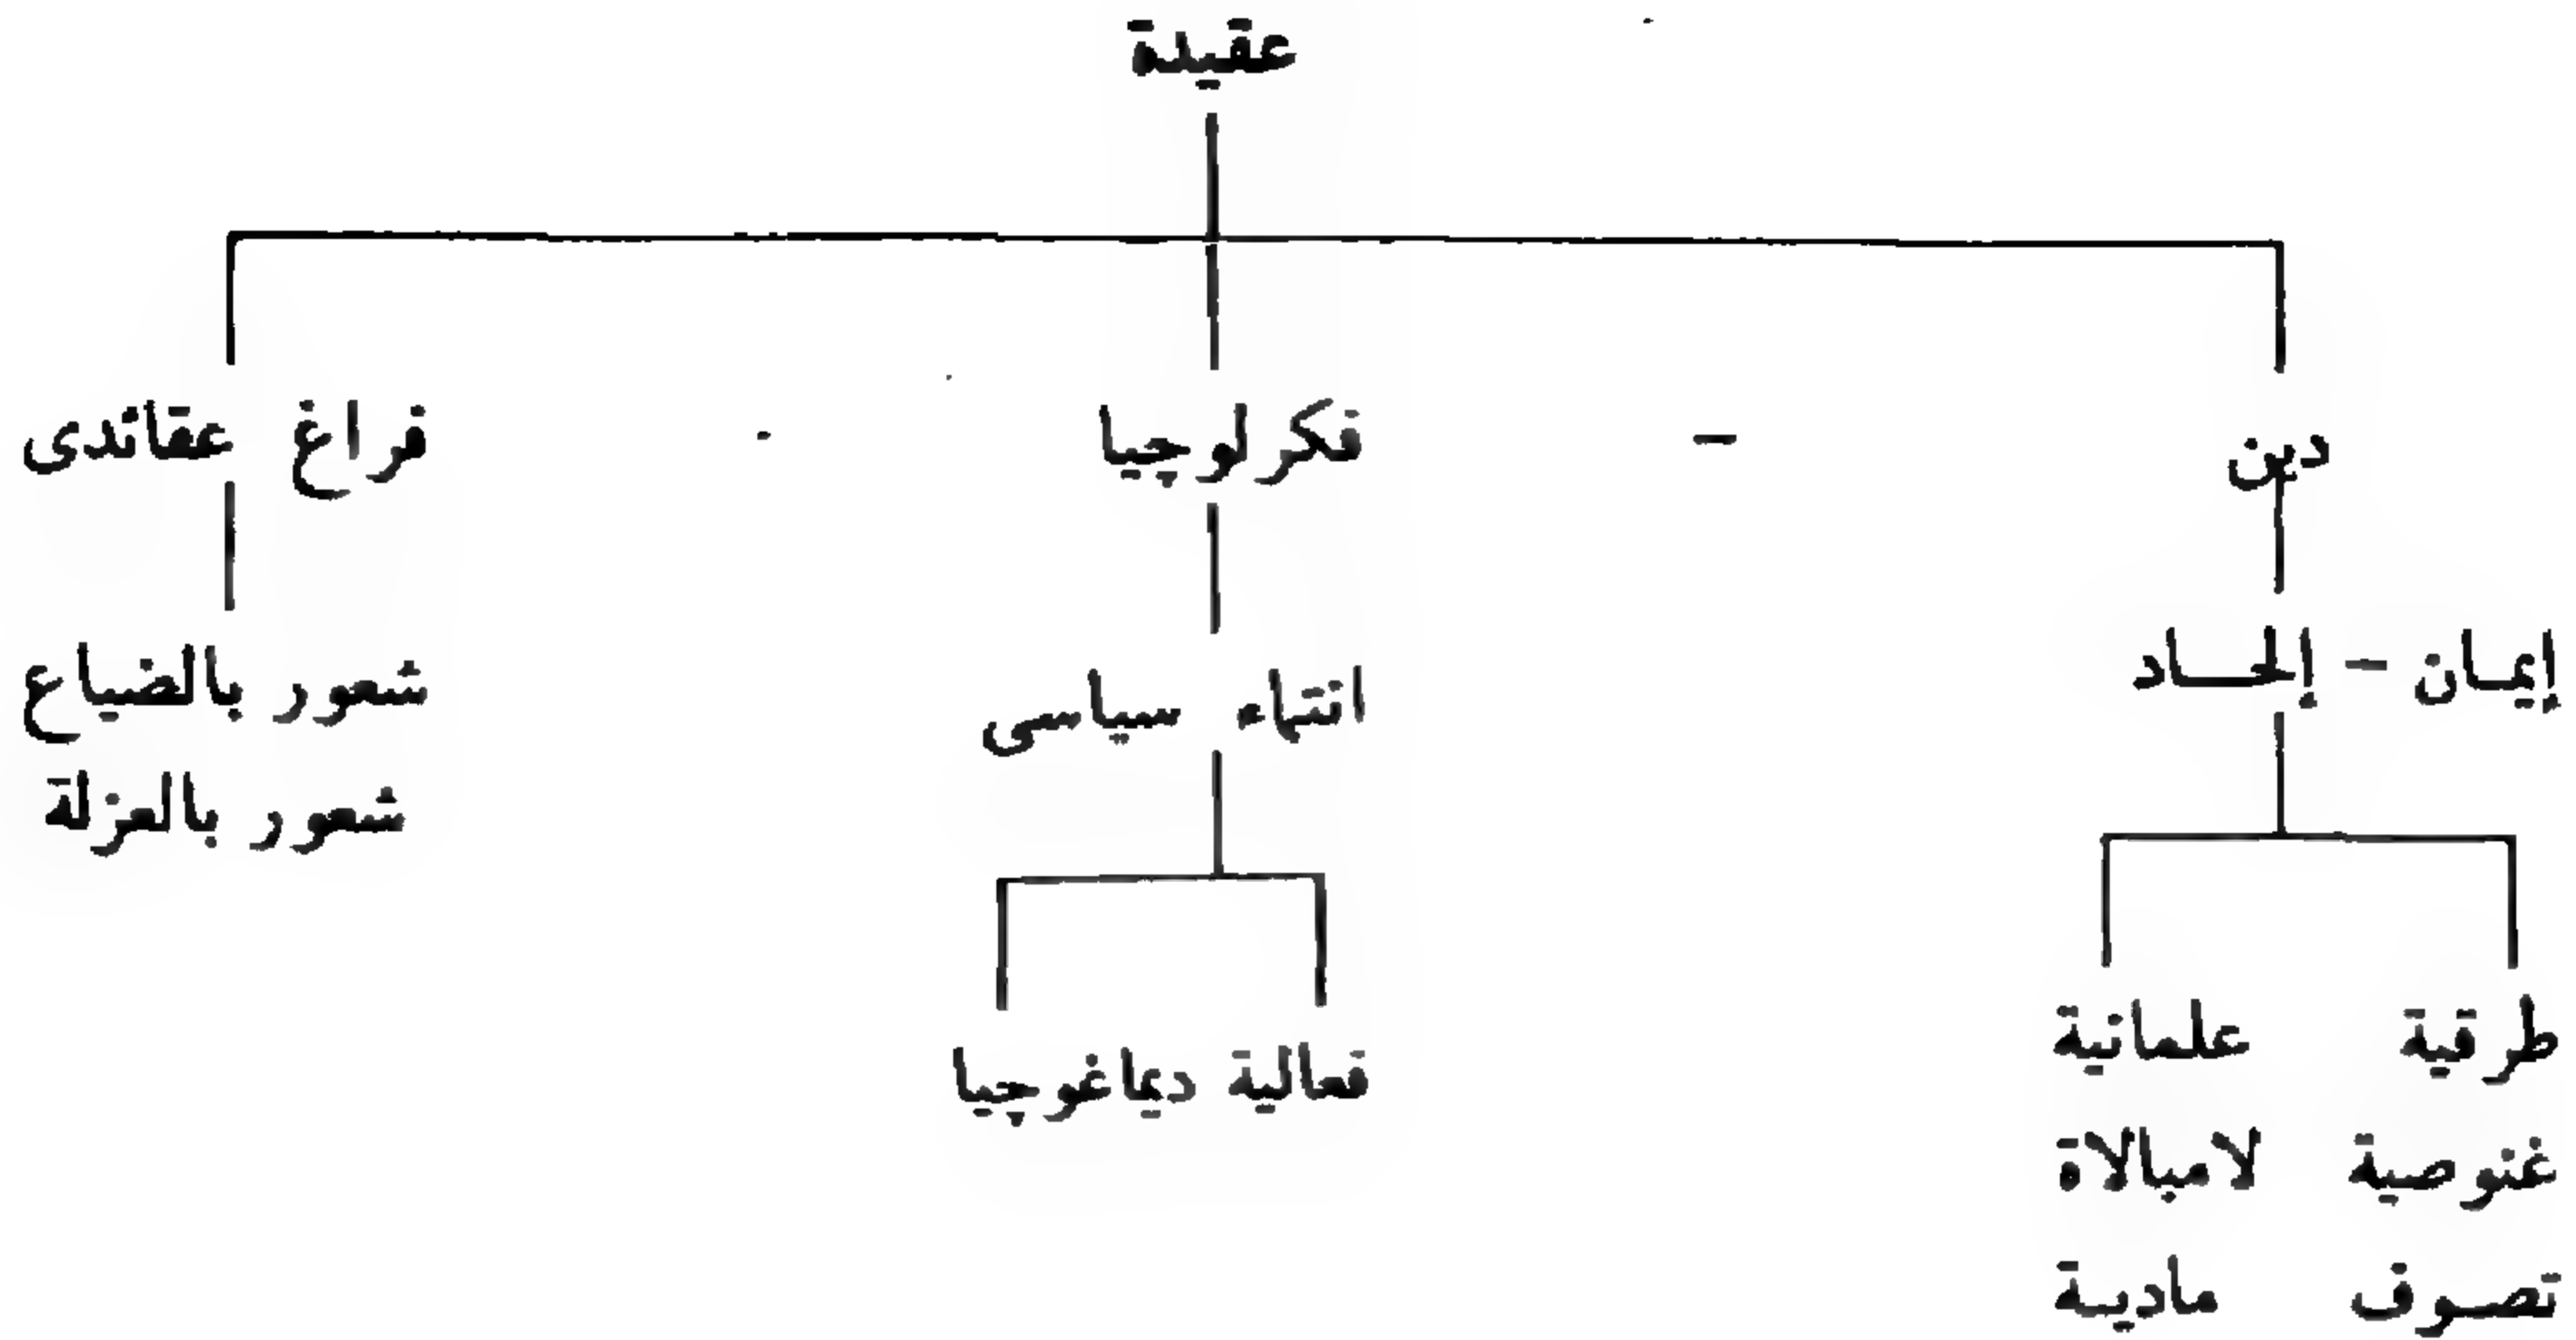 عقيدة
دين – فكرلوچيا - فراغ عقائدى
إيمان – إلحاد
انتماء سياسى
شعور بالضياع
شعور بالعزلة
فعالية ديماغوچيا
طرقية علمانية
غنوصية لامبالاة
تصوف مادية